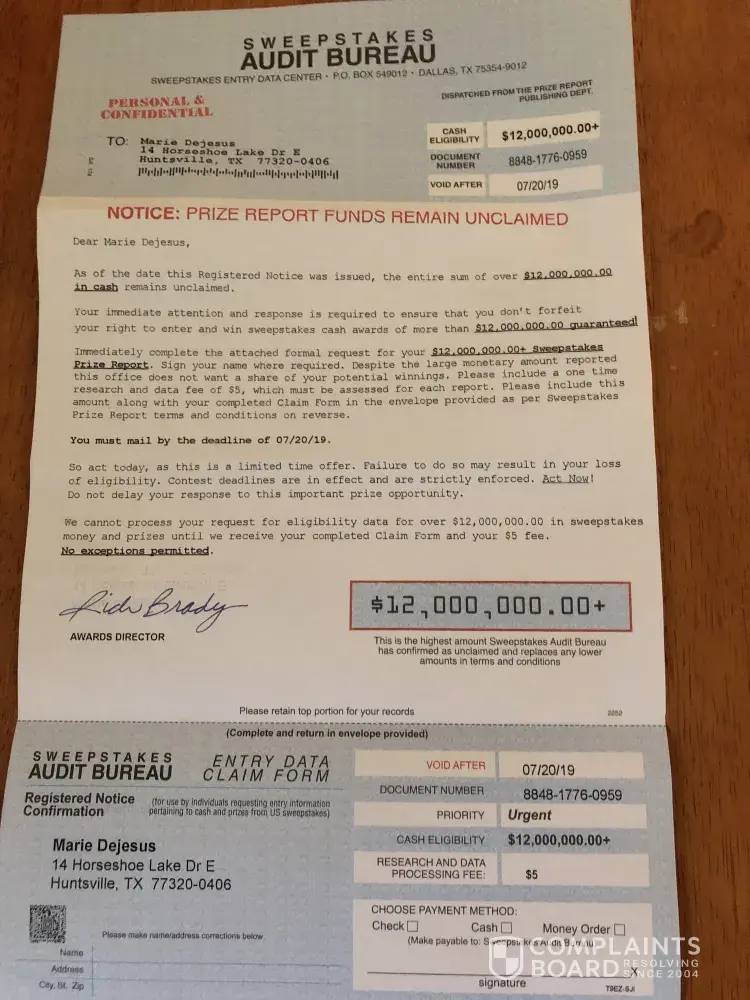 SWEEPSTAKES
AUDIT BUREAU
SWEEPSTAKES ENTRY DATA CENTER • P.O. BOX 549012 • DALLAS, TX 75354-9012
DISPATCHED FROM THE PRIZE REPORT
PUBLISHING DEPT.
PERSONAL &
CONFIDENTIAL
TO: Marie Dejesus
14 Horseshoe Lake Dr E
Huntsville, TX 77320-0406
CASH
ELIGIBILITY
$12,000,000.00+
DOCUMENT
NUMBER
8848-1776-0959
VOID AFTER
07/20/19
NOTICE: PRIZE REPORT FUNDS REMAIN UNCLAIMED
Dear Marie Dejesus,
As of the date this Registered Notice was issued, the entire sum of over $12,000,000.00
in cash remains unclaimed.
Your immediate attention and response is required to ensure that you don't forfeit
your right to enter and win sweepstakes cash awards of more than $12,000,000.00 guaranteed!
Immediately complete the attached formal request for your $12,000,000.00+ Sweepstakes
Prize Report. Sign your name where required. Despite the large monetary amount reported
this office does not want a share of your potential winnings. Please include a one time
research and data fee of $5, which must be assessed for each report. Please include this
amount along with your completed Claim Form in the envelope provided as per Sweepstakes
Prize Report terms and conditions on reverse.
You must mail by the deadline of 07/20/19.
So act today, as this is a limited time offer. Failure to do so may result in your loss
of eligibility. Contest deadlines are in effect and are strictly enforced. Act Now!
Do not delay your response to this important prize opportunity.
We cannot process your request for eligibility data for over $12,000,000.00 in sweepstakes
money and prizes until we receive your completed Claim Form and your $5 fee.
No exceptions permitted.
Rich Brady
AWARDS DIRECTOR
$12,000,000.00+
This is the highest amount Sweepstakes Audit Bureau
has confirmed as unclaimed and replaces any lower
amounts in terms and conditions
Please retain top portion for your records
2252
(Complete and return in envelope provided)
SWEEPSTAKES
AUDIT BUREAU
ENTRY DATA
CLAIM FORM
Registered Notice
Confirmation
(for use by individuals requesting entry information
pertaining to cash and prizes from US sweepstakes)
Marie Dejesus
14 Horseshoe Lake Dr E
Huntsville, TX 77320-0406
VOID AFTER
07/20/19
DOCUMENT NUMBER
8848-1776-0959
PRIORITY
Urgent
CASH ELIGIBILITY
$12,000,000.00+
RESEARCH AND DATA
PROCESSING FEE:
$5
Please make name/address corrections below
Name
Address
City, St. Zip
CHOOSE PAYMENT METHOD:
Check Cash Money Order
(Make payable to: Sweepstakes Audit Bureau)
X
signature
T9EZ-6JI
COMPLAINTS
BOARD
RESOLVING
SINCE 2004